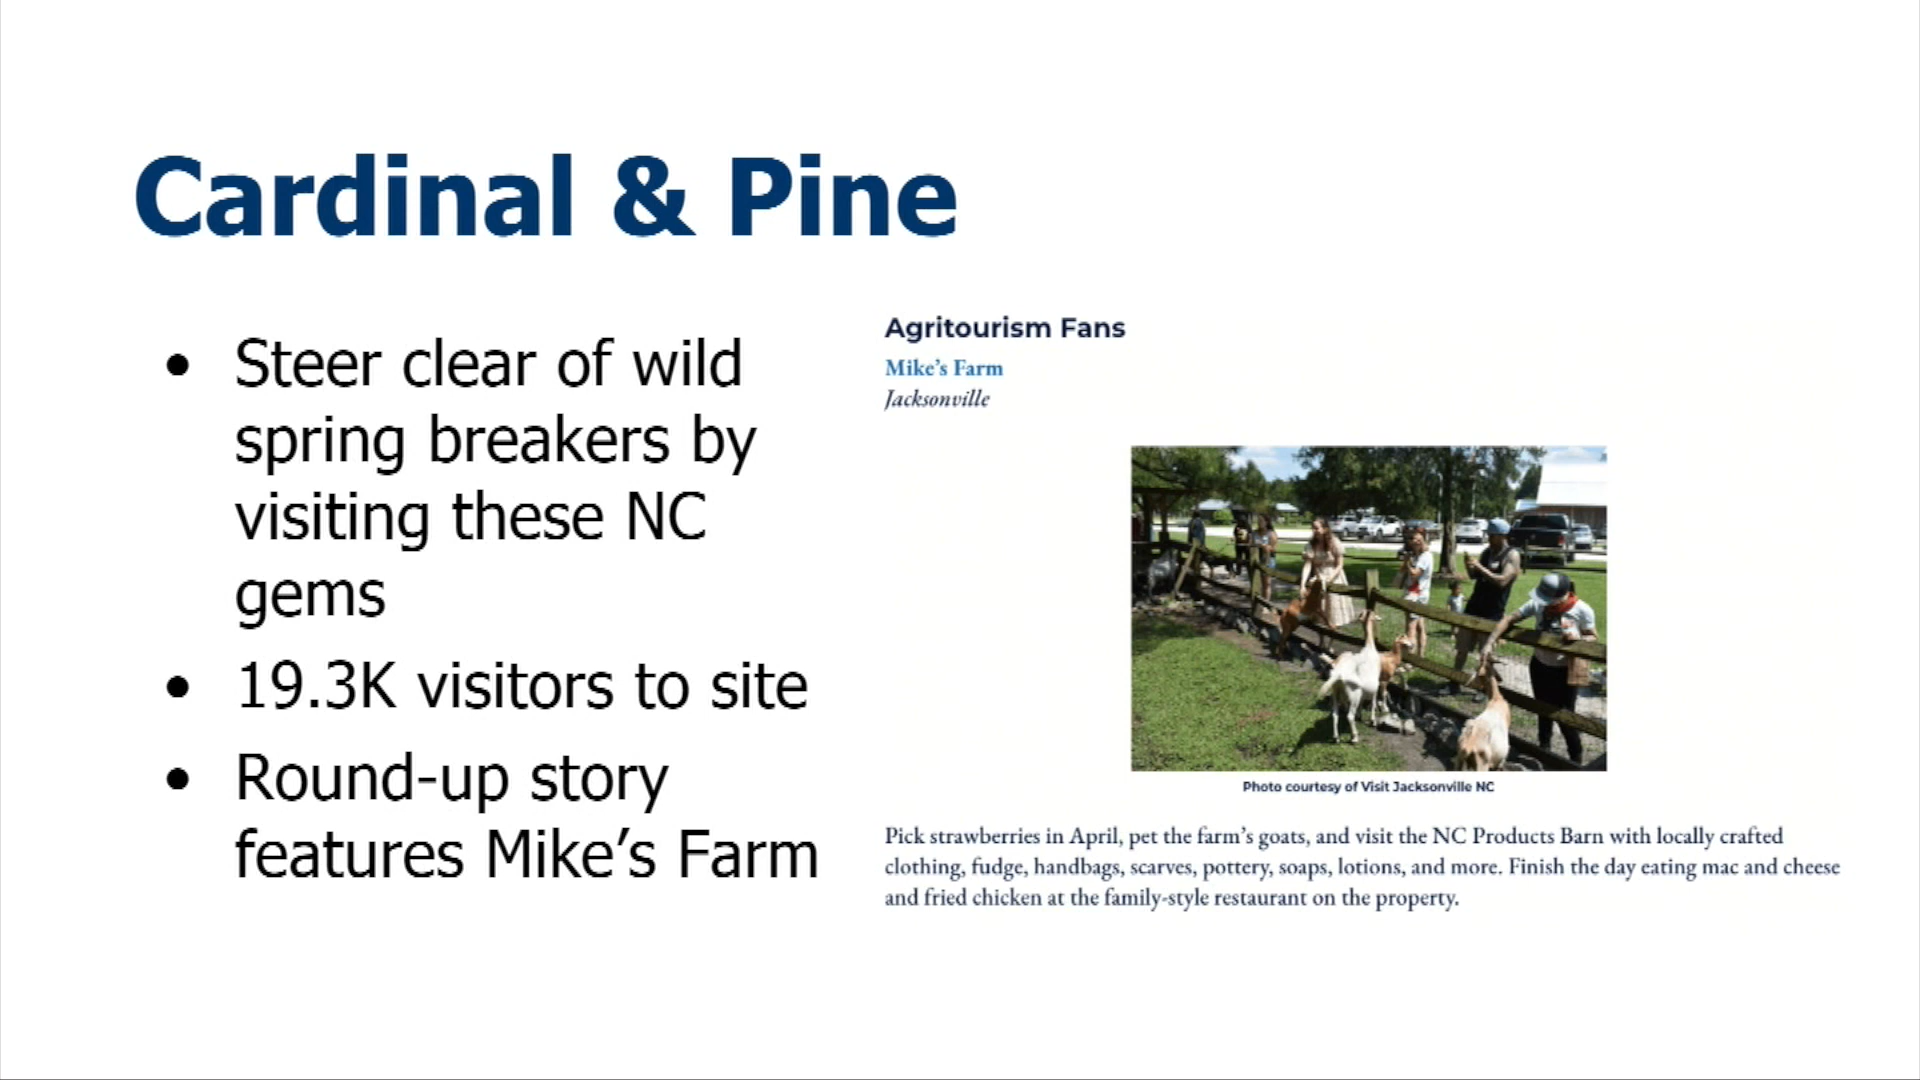 Cardinal & Pine
• Steer clear of wild
spring breakers by
visiting these NC
gems
• 19.3K visitors to site
• Round-up story
features Mike’s Farm
Agritourism Fans
Mike’s Farm
Jacksonville
Photo courtesy of Visit Jacksonville NC
Pick strawberries in April, pet the farm’s goats, and visit the NC Products Barn with locally crafted
clothing, fudge, handbags, scarves, pottery, soaps, lotions, and more. Finish the day eating mac and cheese
and fried chicken at the family-style restaurant on the property.